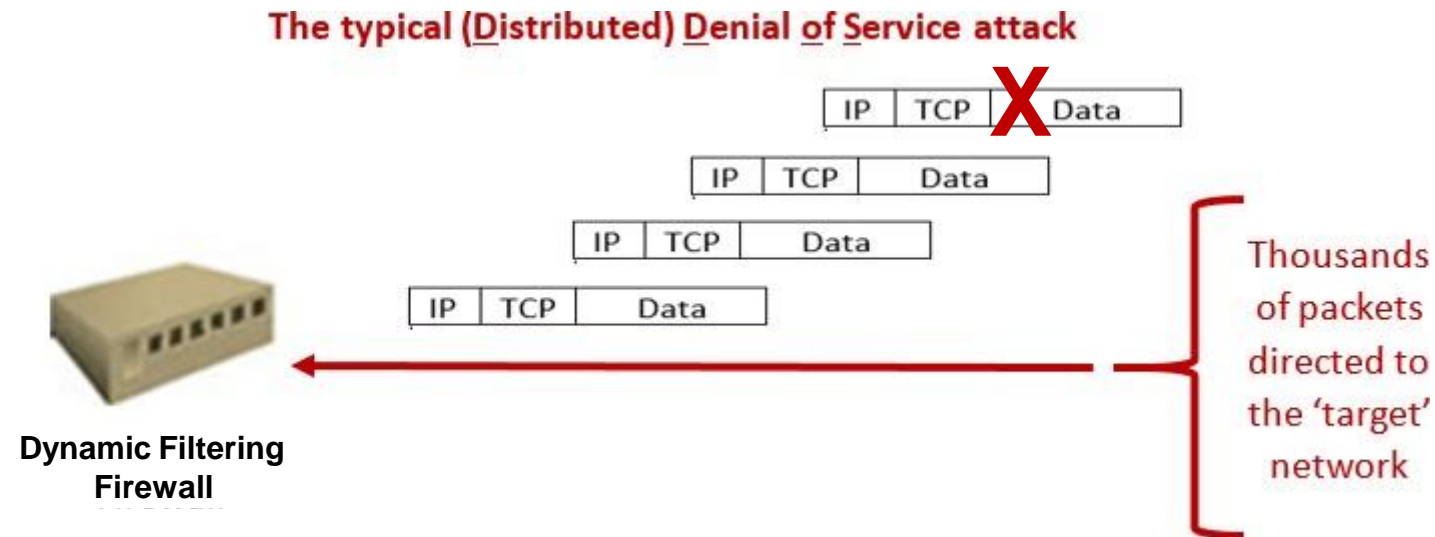 The typical (Distributed) Denial of Service attack
IP TCP X Data
IP TCP Data
IP TCP Data
IP TCP Data
Thousands
of packets
directed to
the ‘target’
network
Dynamic Filtering
Firewall